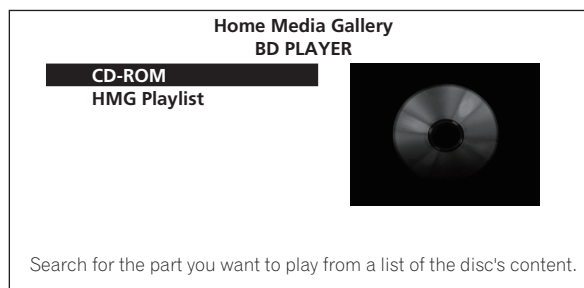 Home Media Gallery
BD PLAYER
CD-ROM
HMG Playlist
Search for the part you want to play from a list of the disc's content.